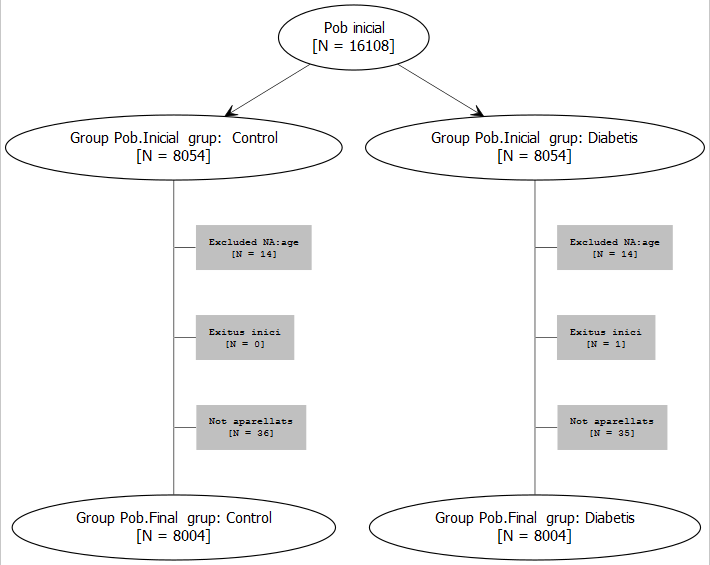 Pob inicial
[N = 16108]
Group Pob.Inicial grup: Control
[N = 8054]
Group Pob.Inicial grup: Diabetis
[N = 8054]
Excluded NA:age
[N = 14]
Excluded NA:age
[N = 14]
Exitus inici
[N = 0]
Exitus inici
[N = 1]
Not aparellats
[N = 36]
Not aparellats
[N = 35]
Group Pob.Final grup: Control
[N = 8004]
Group Pob.Final grup: Diabetis
[N = 8004]